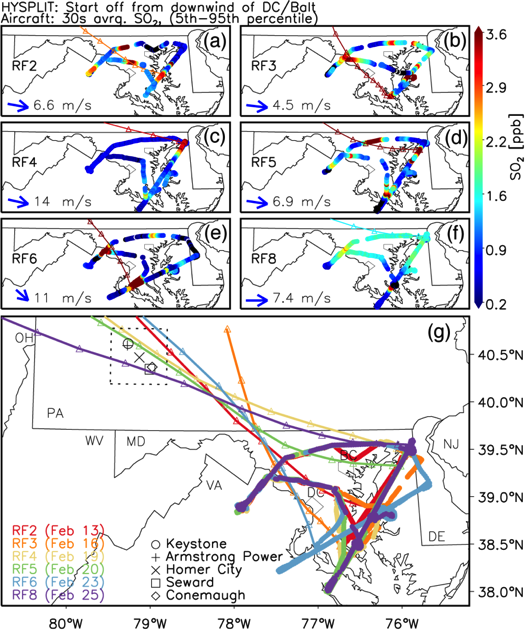 HYSPLIT: Start off from downwind of DC/Balt
Aircraft: 30s avrg. SO₂, (5th-95th percentile)
(a)
RF2
6.6 m/s
(b)
RF3
4.5 m/s
(c)
RF4
14 m/s
(d)
RF5
6.9 m/s
(e)
RF6
11 m/s
(f)
RF8
7.4 m/s
3.6
2.9
2.2
1.6
0.9
0.2
SO₂ [ppb]
(g)
OH
PA
WV
MD
VA
BC
DC
NJ
DE
40.5°N
40.0°N
39.5°N
39.0°N
38.5°N
38.0°N
RF2 (Feb 13)
RF3 (Feb 16)
RF5 (Feb 20)
RF6 (Feb 23)
RF8 (Feb 25)
Keystone
Armstrong Power
Homer City
Seward
Conemaugh
80°W
79°W
78°W
77°W
76°W